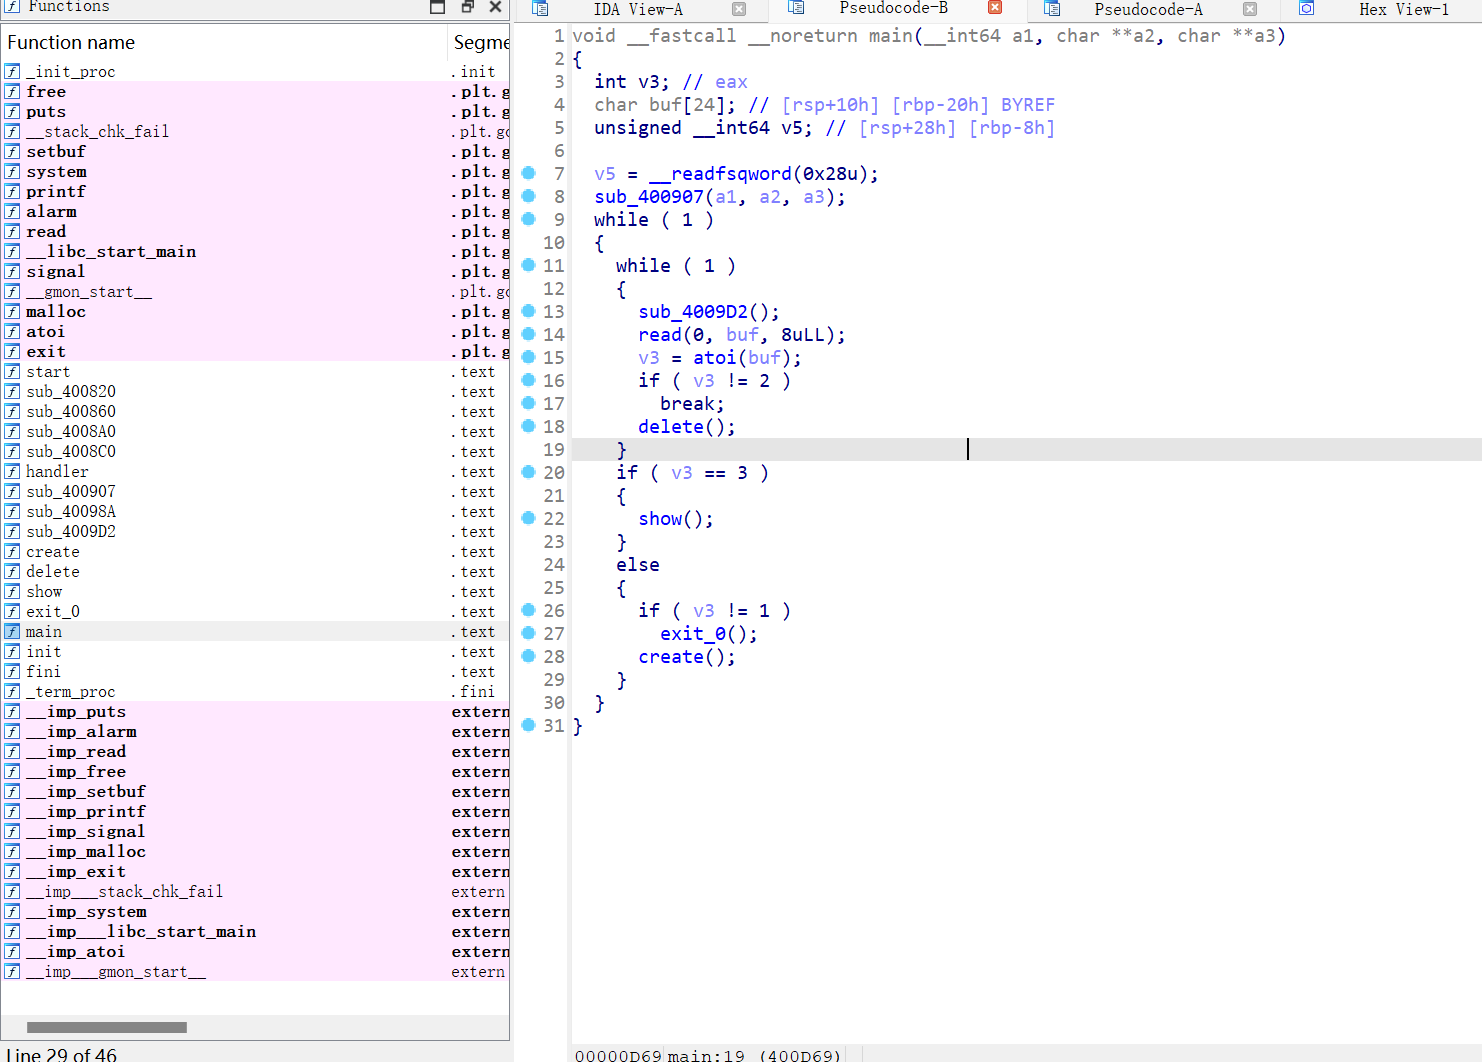 Functions
IDA View-A
Pseudocode-B
Pseudocode-A
Hex View-1
Function name
Segme
_init_proc .init
free .plt.g
puts .plt.g
__stack_chk_fail .plt.go
setbuf .plt.g
system .plt.g
printf .plt.g
alarm .plt.g
read .plt.g
__libc_start_main .plt.g
signal .plt.g
__gmon_start__ .plt.go
malloc .plt.g
atoi .plt.g
exit .plt.g
start .text
sub_400820 .text
sub_400860 .text
sub_4008A0 .text
sub_4008C0 .text
handler .text
sub_400907 .text
sub_40098A .text
sub_4009D2 .text
create .text
delete .text
show .text
exit_0 .text
main .text
init .text
fini .text
_term_proc .fini
__imp_puts extern
__imp_alarm extern
__imp_read extern
__imp_free extern
__imp_setbuf extern
__imp_printf extern
__imp_signal extern
__imp_malloc extern
__imp_exit extern
__imp___stack_chk_fail extern
__imp_system extern
__imp___libc_start_main extern
__imp_atoi extern
__imp___gmon_start__ extern
Line 29 of 46
1 void __fastcall __noreturn main(__int64 a1, char **a2, char **a3)
2 {
3   int v3; // eax
4   char buf[24]; // [rsp+10h] [rbp-20h] BYREF
5   unsigned __int64 v5; // [rsp+28h] [rbp-8h]
6
7   v5 = __readfsqword(0x28u);
8   sub_400907(a1, a2, a3);
9   while ( 1 )
10   {
11     while ( 1 )
12     {
13       sub_4009D2();
14       read(0, buf, 8uLL);
15       v3 = atoi(buf);
16       if ( v3 != 2 )
17         break;
18       delete();
19     }
20     if ( v3 == 3 )
21     {
22       show();
23     }
24     else
25     {
26       if ( v3 != 1 )
27         exit_0();
28       create();
29     }
30   }
31 }
00000D69 main:19 (400D69)